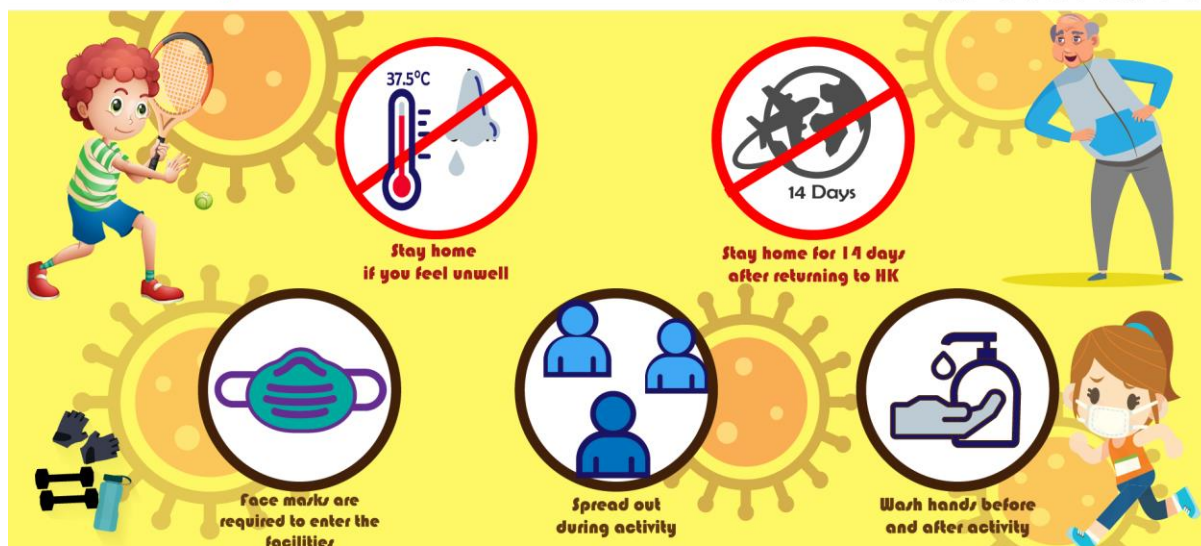 37.5°C
14 Days
Stay home
if you feel unwell
Stay home for 14 days
after returning to HK
Face masks are
required to enter the
facilities
Spread out
during activity
Wash hands before
and after activity